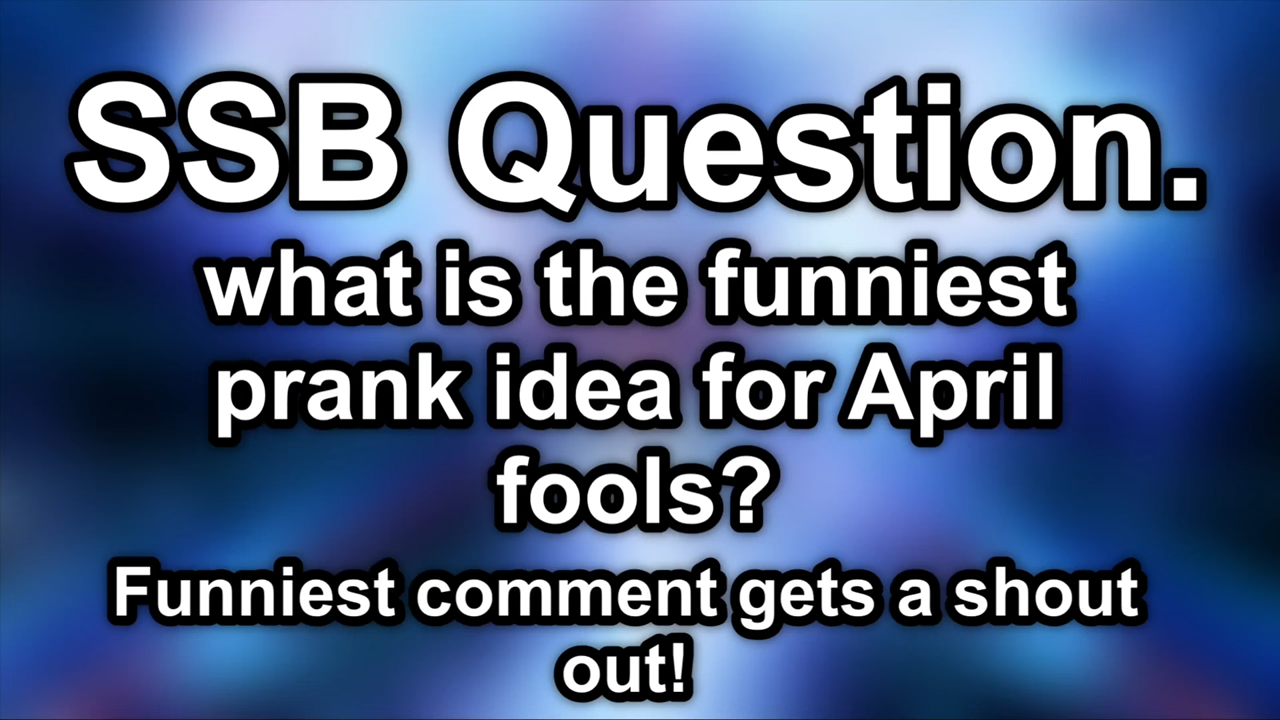 SSB Question.
what is the funniest
prank idea for April
fools?
Funniest comment gets a shout
out!